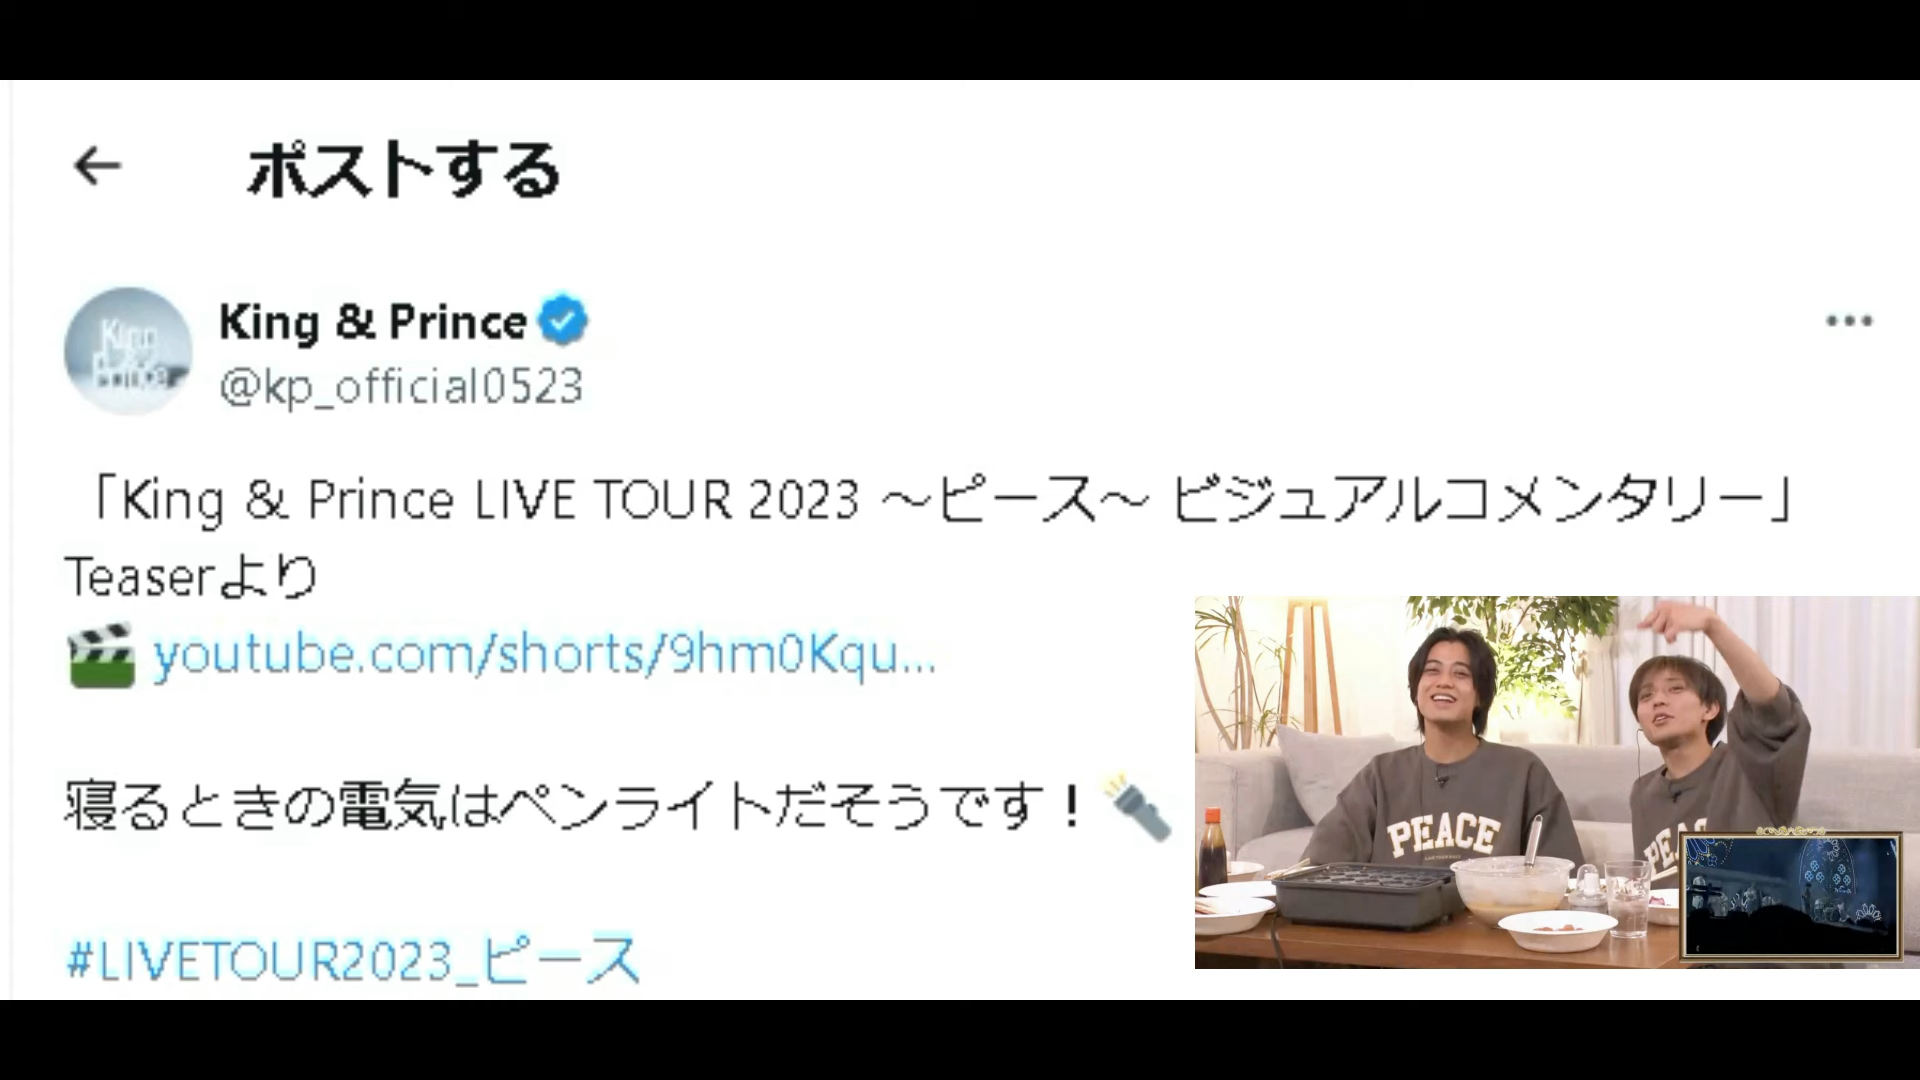 ポストする
King & Prince
@kp_official0523
「King & Prince LIVE TOUR 2023 ～ピース～ ビジュアルコメンタリー」
Teaserより
youtube.com/shorts/9hm0Kqu...
寝るときの電気はペンライトだそうです！
#LIVETOUR2023_ピース
PEACE
PEA